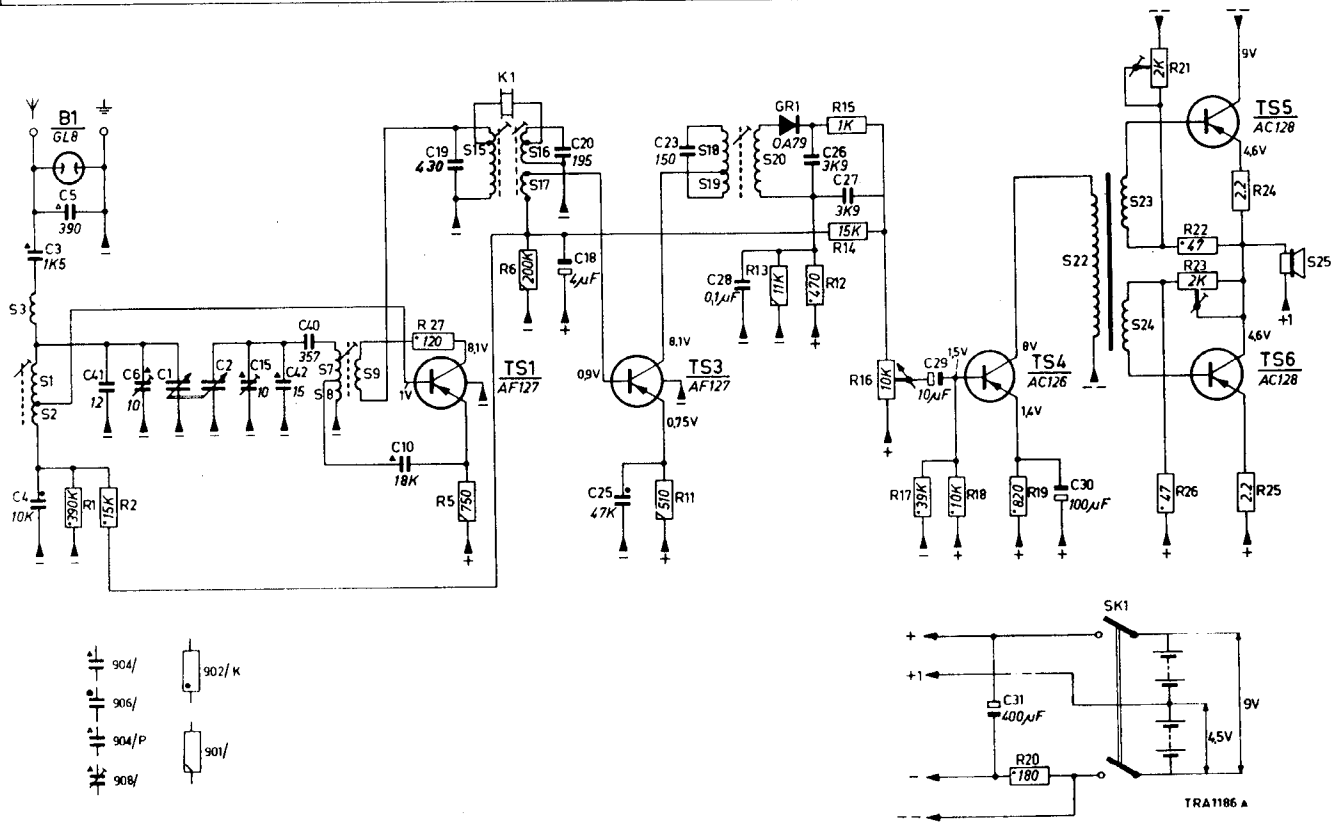 B1
GL8
C5
390
C3
1K5
S3
S1
S2
C4
10K
R1
390K
R2
15K
C41
12
C6
10
C1
C2
C15
10
C42
15
C40
357
S7
S8
S9
C10
18K
R 27
120
8,1V
1V
TS1
AF127
R5
750
+
K1
C19
430
S15
S16
S17
C20
195
R6
200K
C18
4µF
+
C23
150
S18
S19
S20
0,9V
8,1V
TS3
AF127
0,75V
C25
47K
R11
510
+
GR1
OA79
R15
1K
C26
3K9
C27
3K9
15K
R14
C28
0,1µF
R13
11K
R12
470
+
R16
10K
+
C29
10µF
1,5V
8V
TS4
AC126
1,4V
R17
39K
R18
10K
R19
820
C30
100µF
+
+
+
S22
S23
S24
R21
2K
9V
TS5
AC128
4,6V
R24
2.2
R22
47
R23
2K
S25
+1
4,6V
TS6
AC128
R26
47
R25
2.2
+
+
904/
906/
904/P
908/
902/K
901/
SK1
+
+1
C31
400µF
R20
180
-
--
9V
4,5V
TRA1186 A